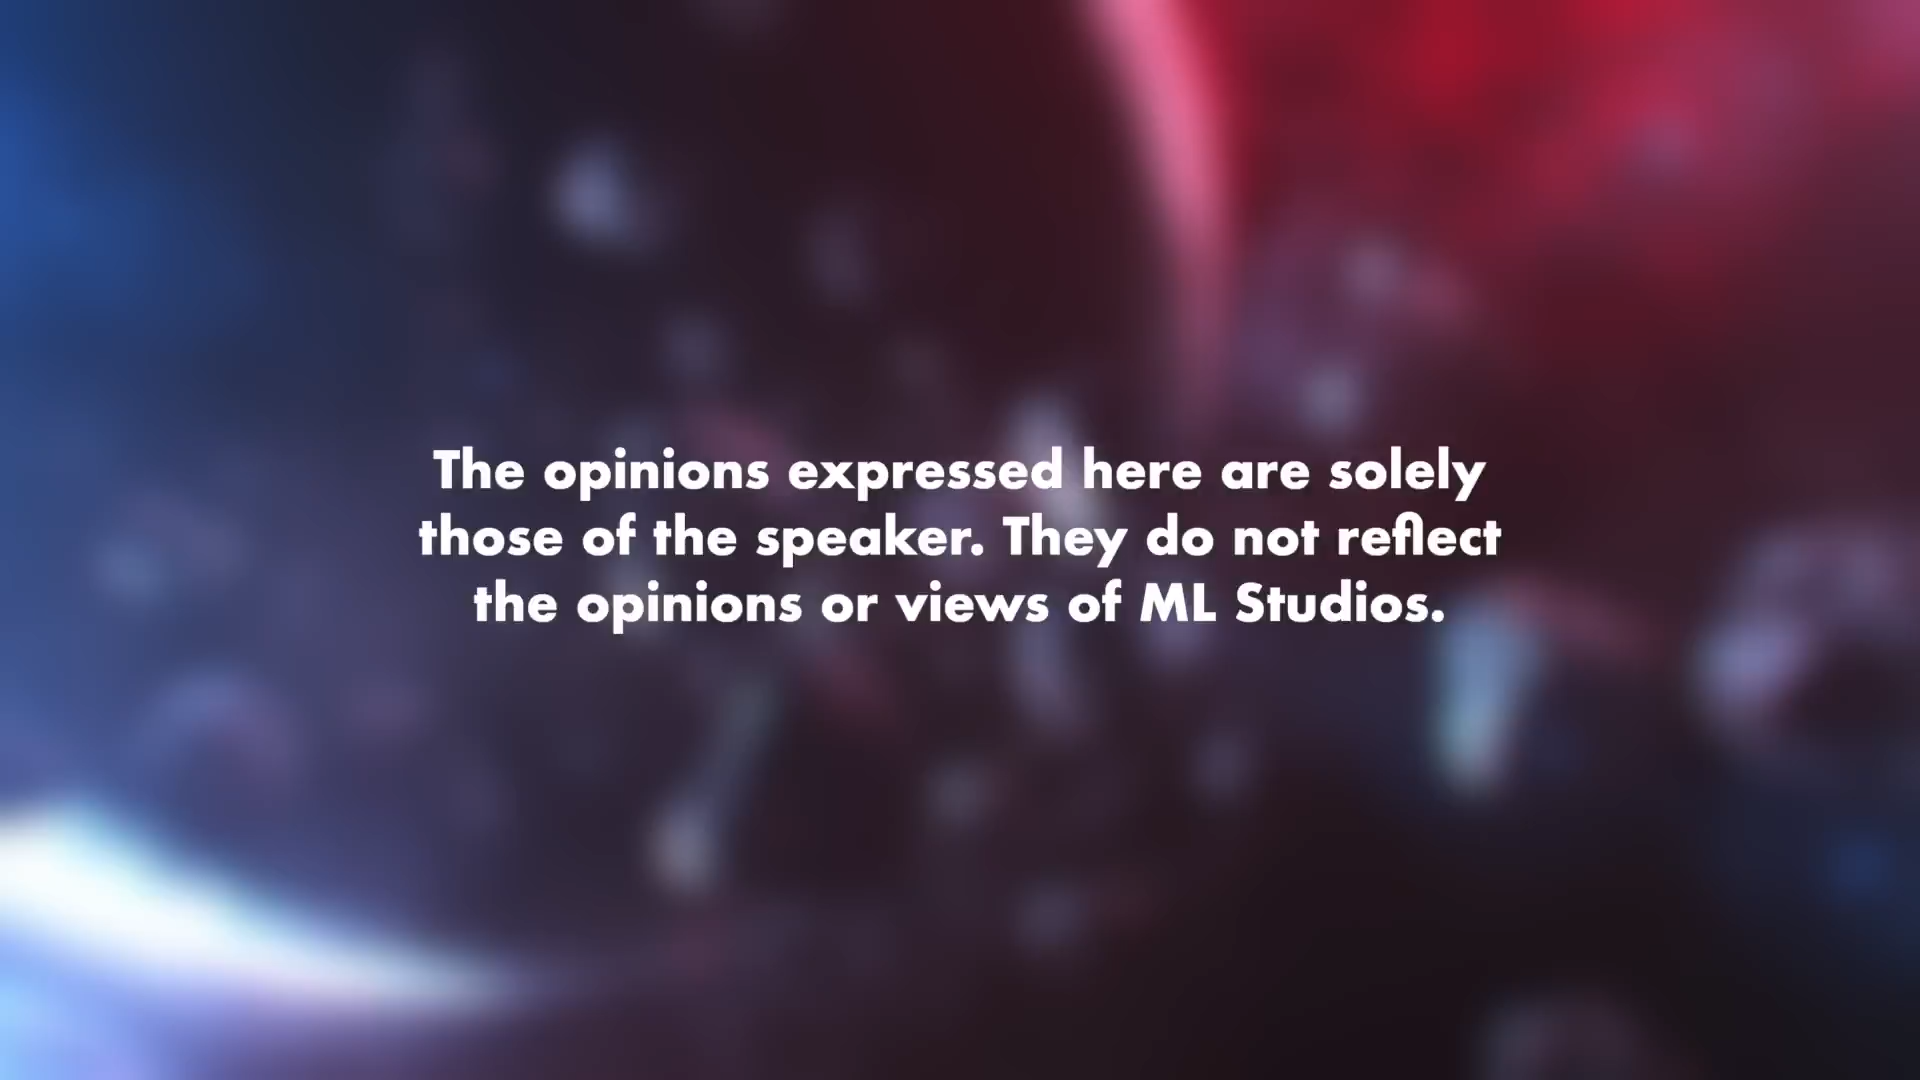 The opinions expressed here are solely
those of the speaker. They do not reflect
the opinions or views of ML Studios.